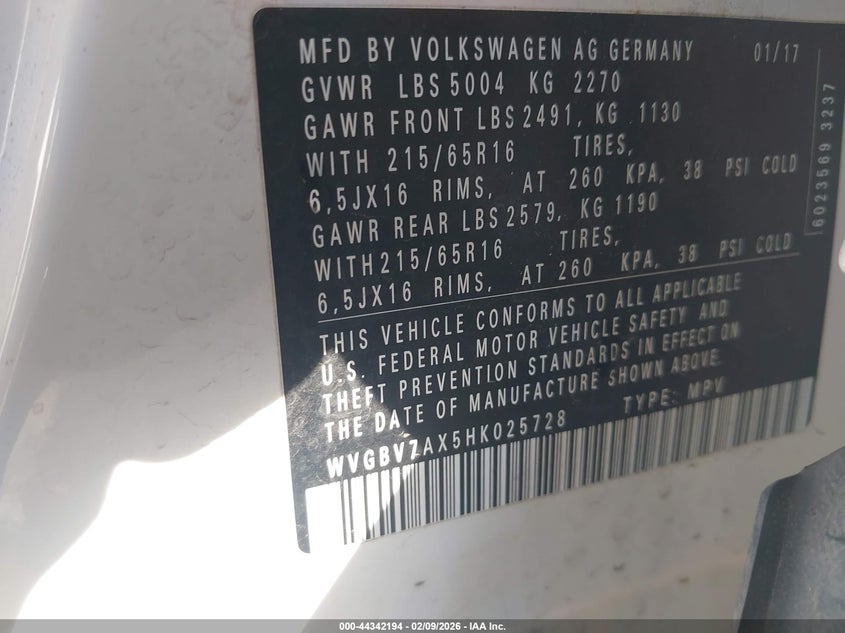 MFD BY VOLKSWAGEN AG GERMANY 01/17
GVWR LBS 5004 KG 2270
GAWR FRONT LBS 2491, KG 1130
WITH 215/65R16 TIRES,
6,5JX16 RIMS, AT 260 KPA, 38 PSI COLD
GAWR REAR LBS 2579, KG 1190
WITH 215/65R16 TIRES,
6,5JX16 RIMS, AT 260 KPA, 38 PSI COLD
THIS VEHICLE CONFORMS TO ALL APPLICABLE
U.S. FEDERAL MOTOR VEHICLE SAFETY AND
THEFT PREVENTION STANDARDS IN EFFECT ON
THE DATE OF MANUFACTURE SHOWN ABOVE.
WVGBV7AX5HK025728 TYPE: MPV
6023569 3237
000-44342194 - 02/09/2026 - IAA Inc.